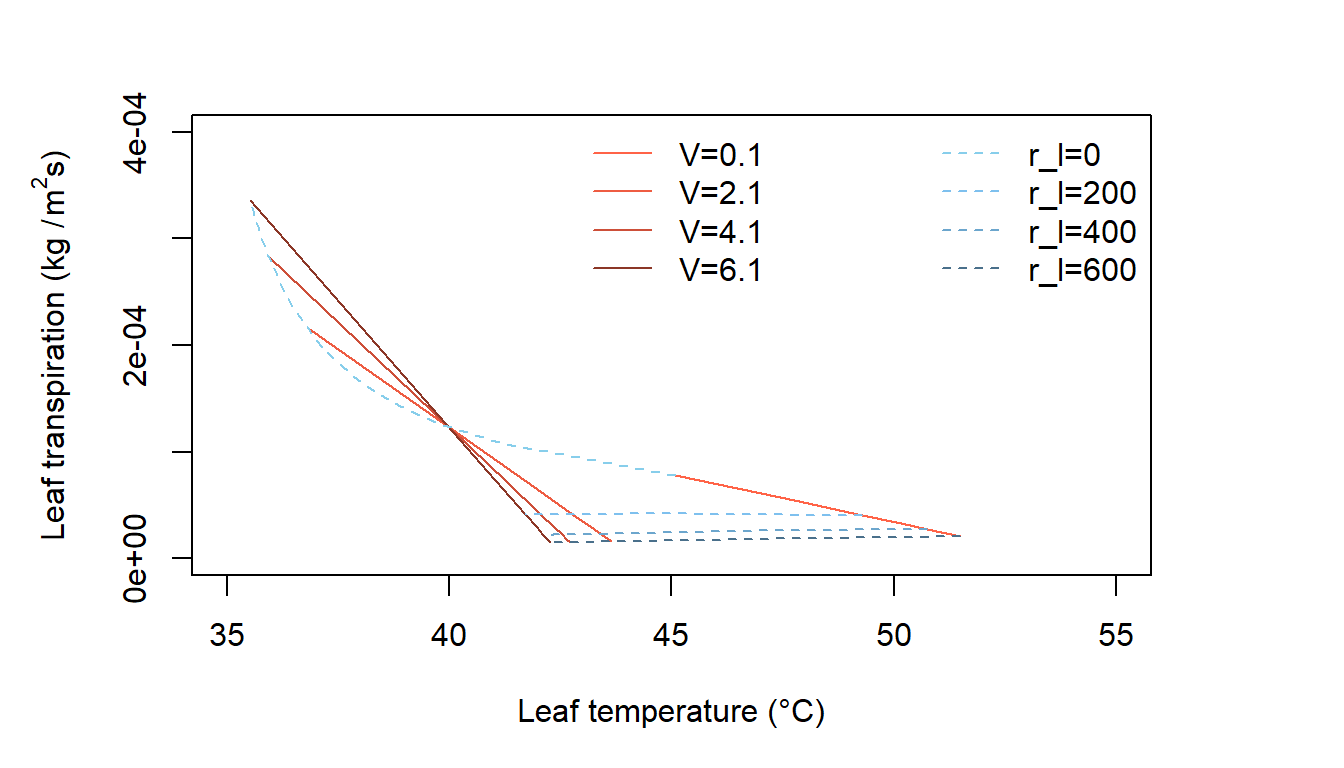 4e-04
2e-04
0e+00
Leaf transpiration (kg /m²s)
V=0.1 r_l=0
V=2.1 r_l=200
V=4.1 r_l=400
V=6.1 r_l=600
35 40 45 50 55
Leaf temperature (°C)